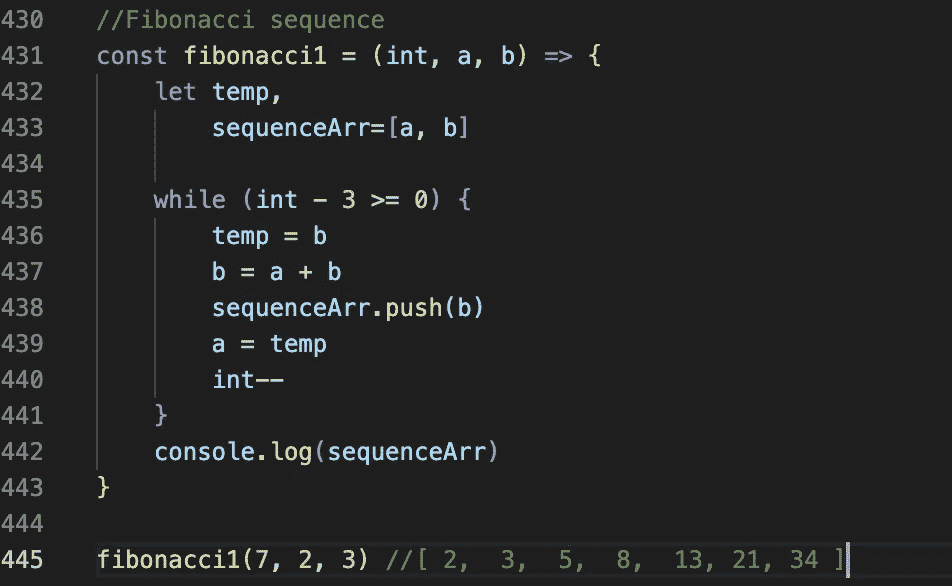 430 //Fibonacci sequence
431 const fibonacci1 = (int, a, b) => {
432     let temp,
433         sequenceArr=[a, b]
434
435     while (int - 3 >= 0) {
436         temp = b
437         b = a + b
438         sequenceArr.push(b)
439         a = temp
440         int--
441     }
442     console.log(sequenceArr)
443 }
444
445 fibonacci1(7, 2, 3) //[ 2,  3,  5,  8,  13, 21, 34 ]